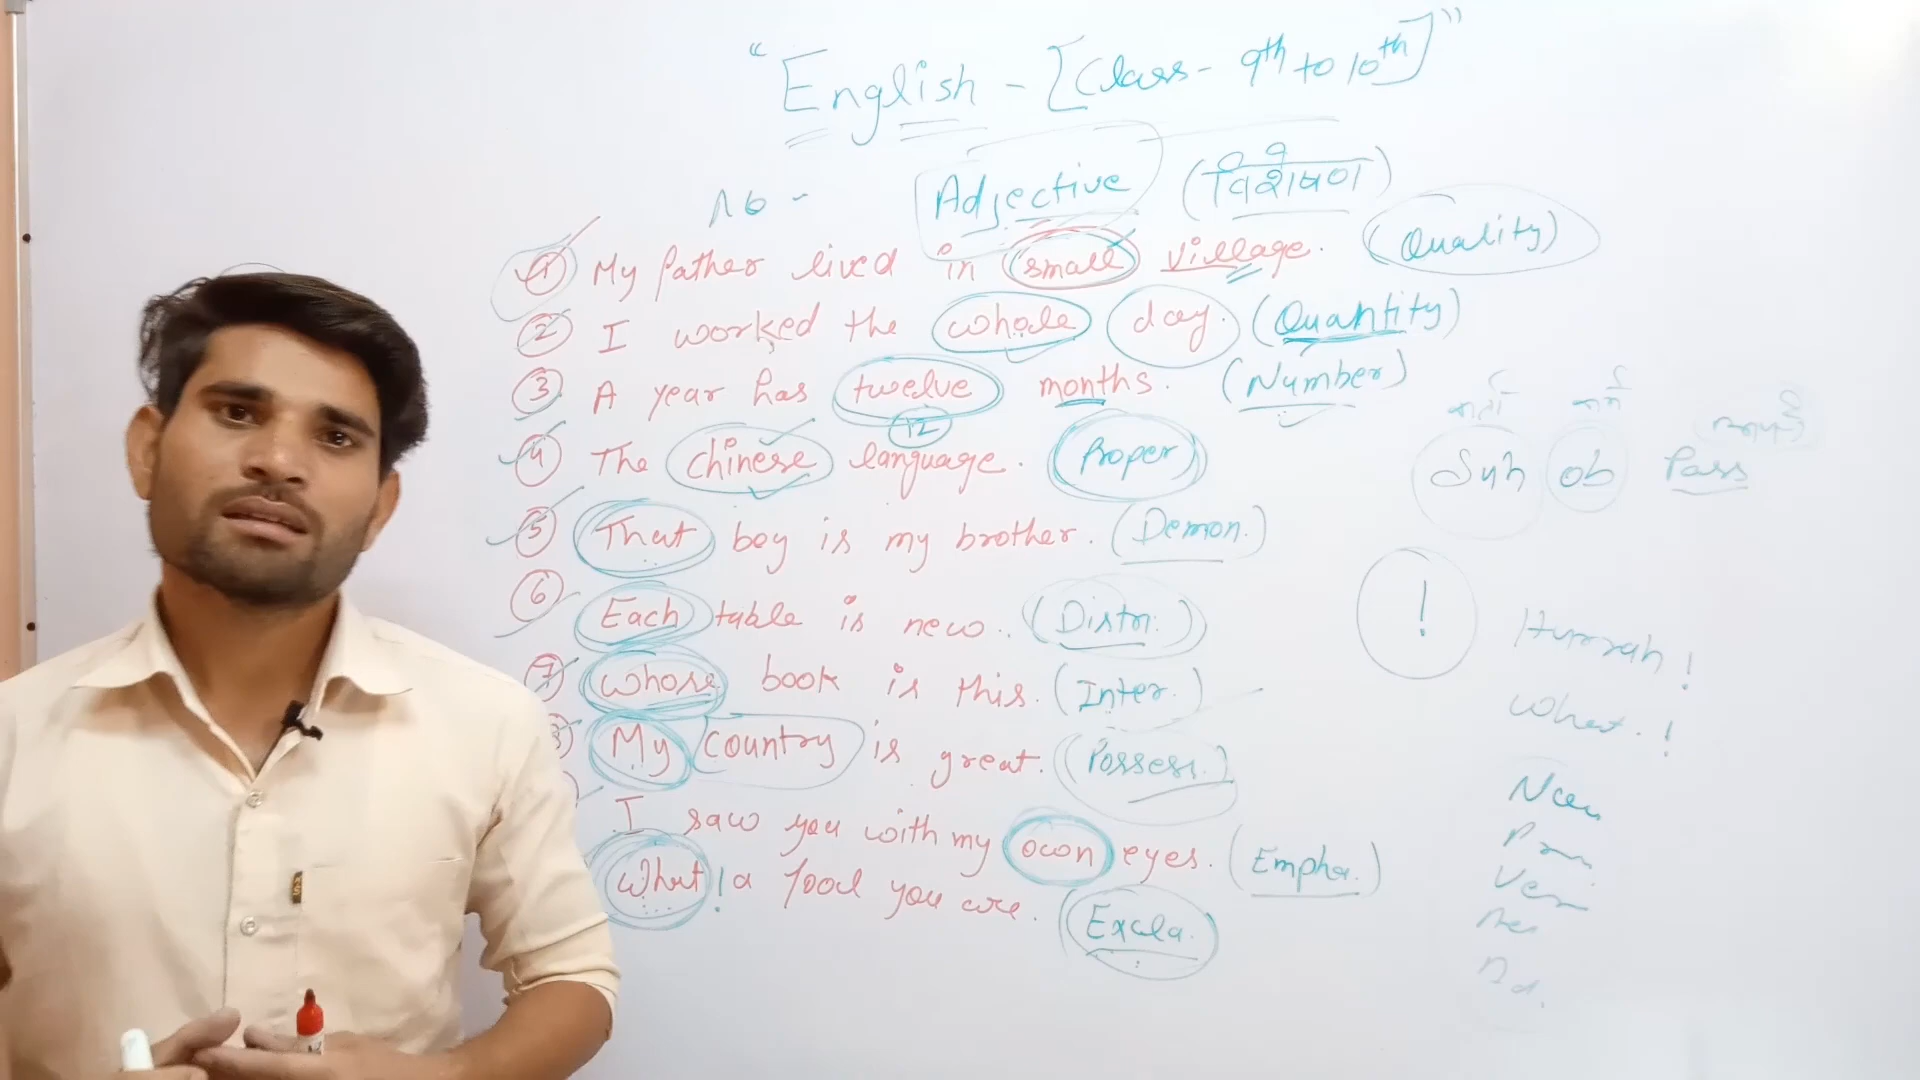 "English - [Class - 9th to 10th]"
Adjective (विशेषण)
① My father lived in small village. (Quality)
② I worked the whole day. (Quantity)
③ A year has twelve months. (Number)
12
④ The Chinese language. (Proper)
⑤ That boy is my brother. (Demon.)
⑥ Each table is new.. (Distri.)
⑦ whose book is this. (Inter.)
⑧ My country is great. (Possess.)
I saw you with my own eyes. (Empha.)
What! a fool you are. (Excla.)
Sub ob Pass
!
Hurrah!
What.!